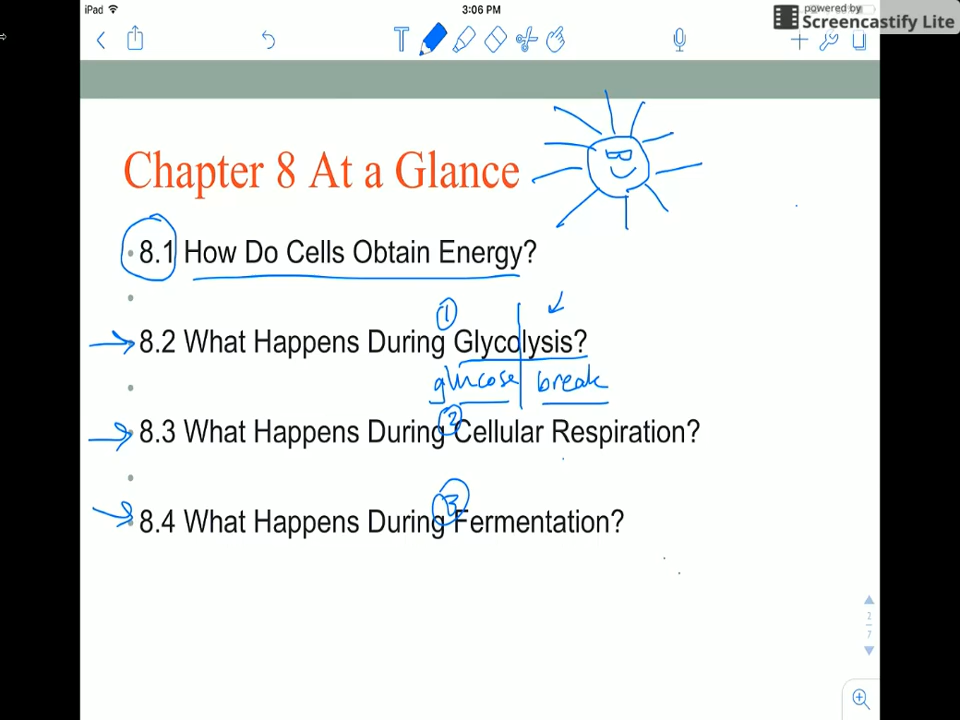 iPad 3:06 PM
powered by
Screencastify Lite
T
Chapter 8 At a Glance
• 8.1 How Do Cells Obtain Energy?
•
1
• 8.2 What Happens During Glycolysis?
glucose break
•
2
• 8.3 What Happens During Cellular Respiration?
•
3
• 8.4 What Happens During Fermentation?
2
7